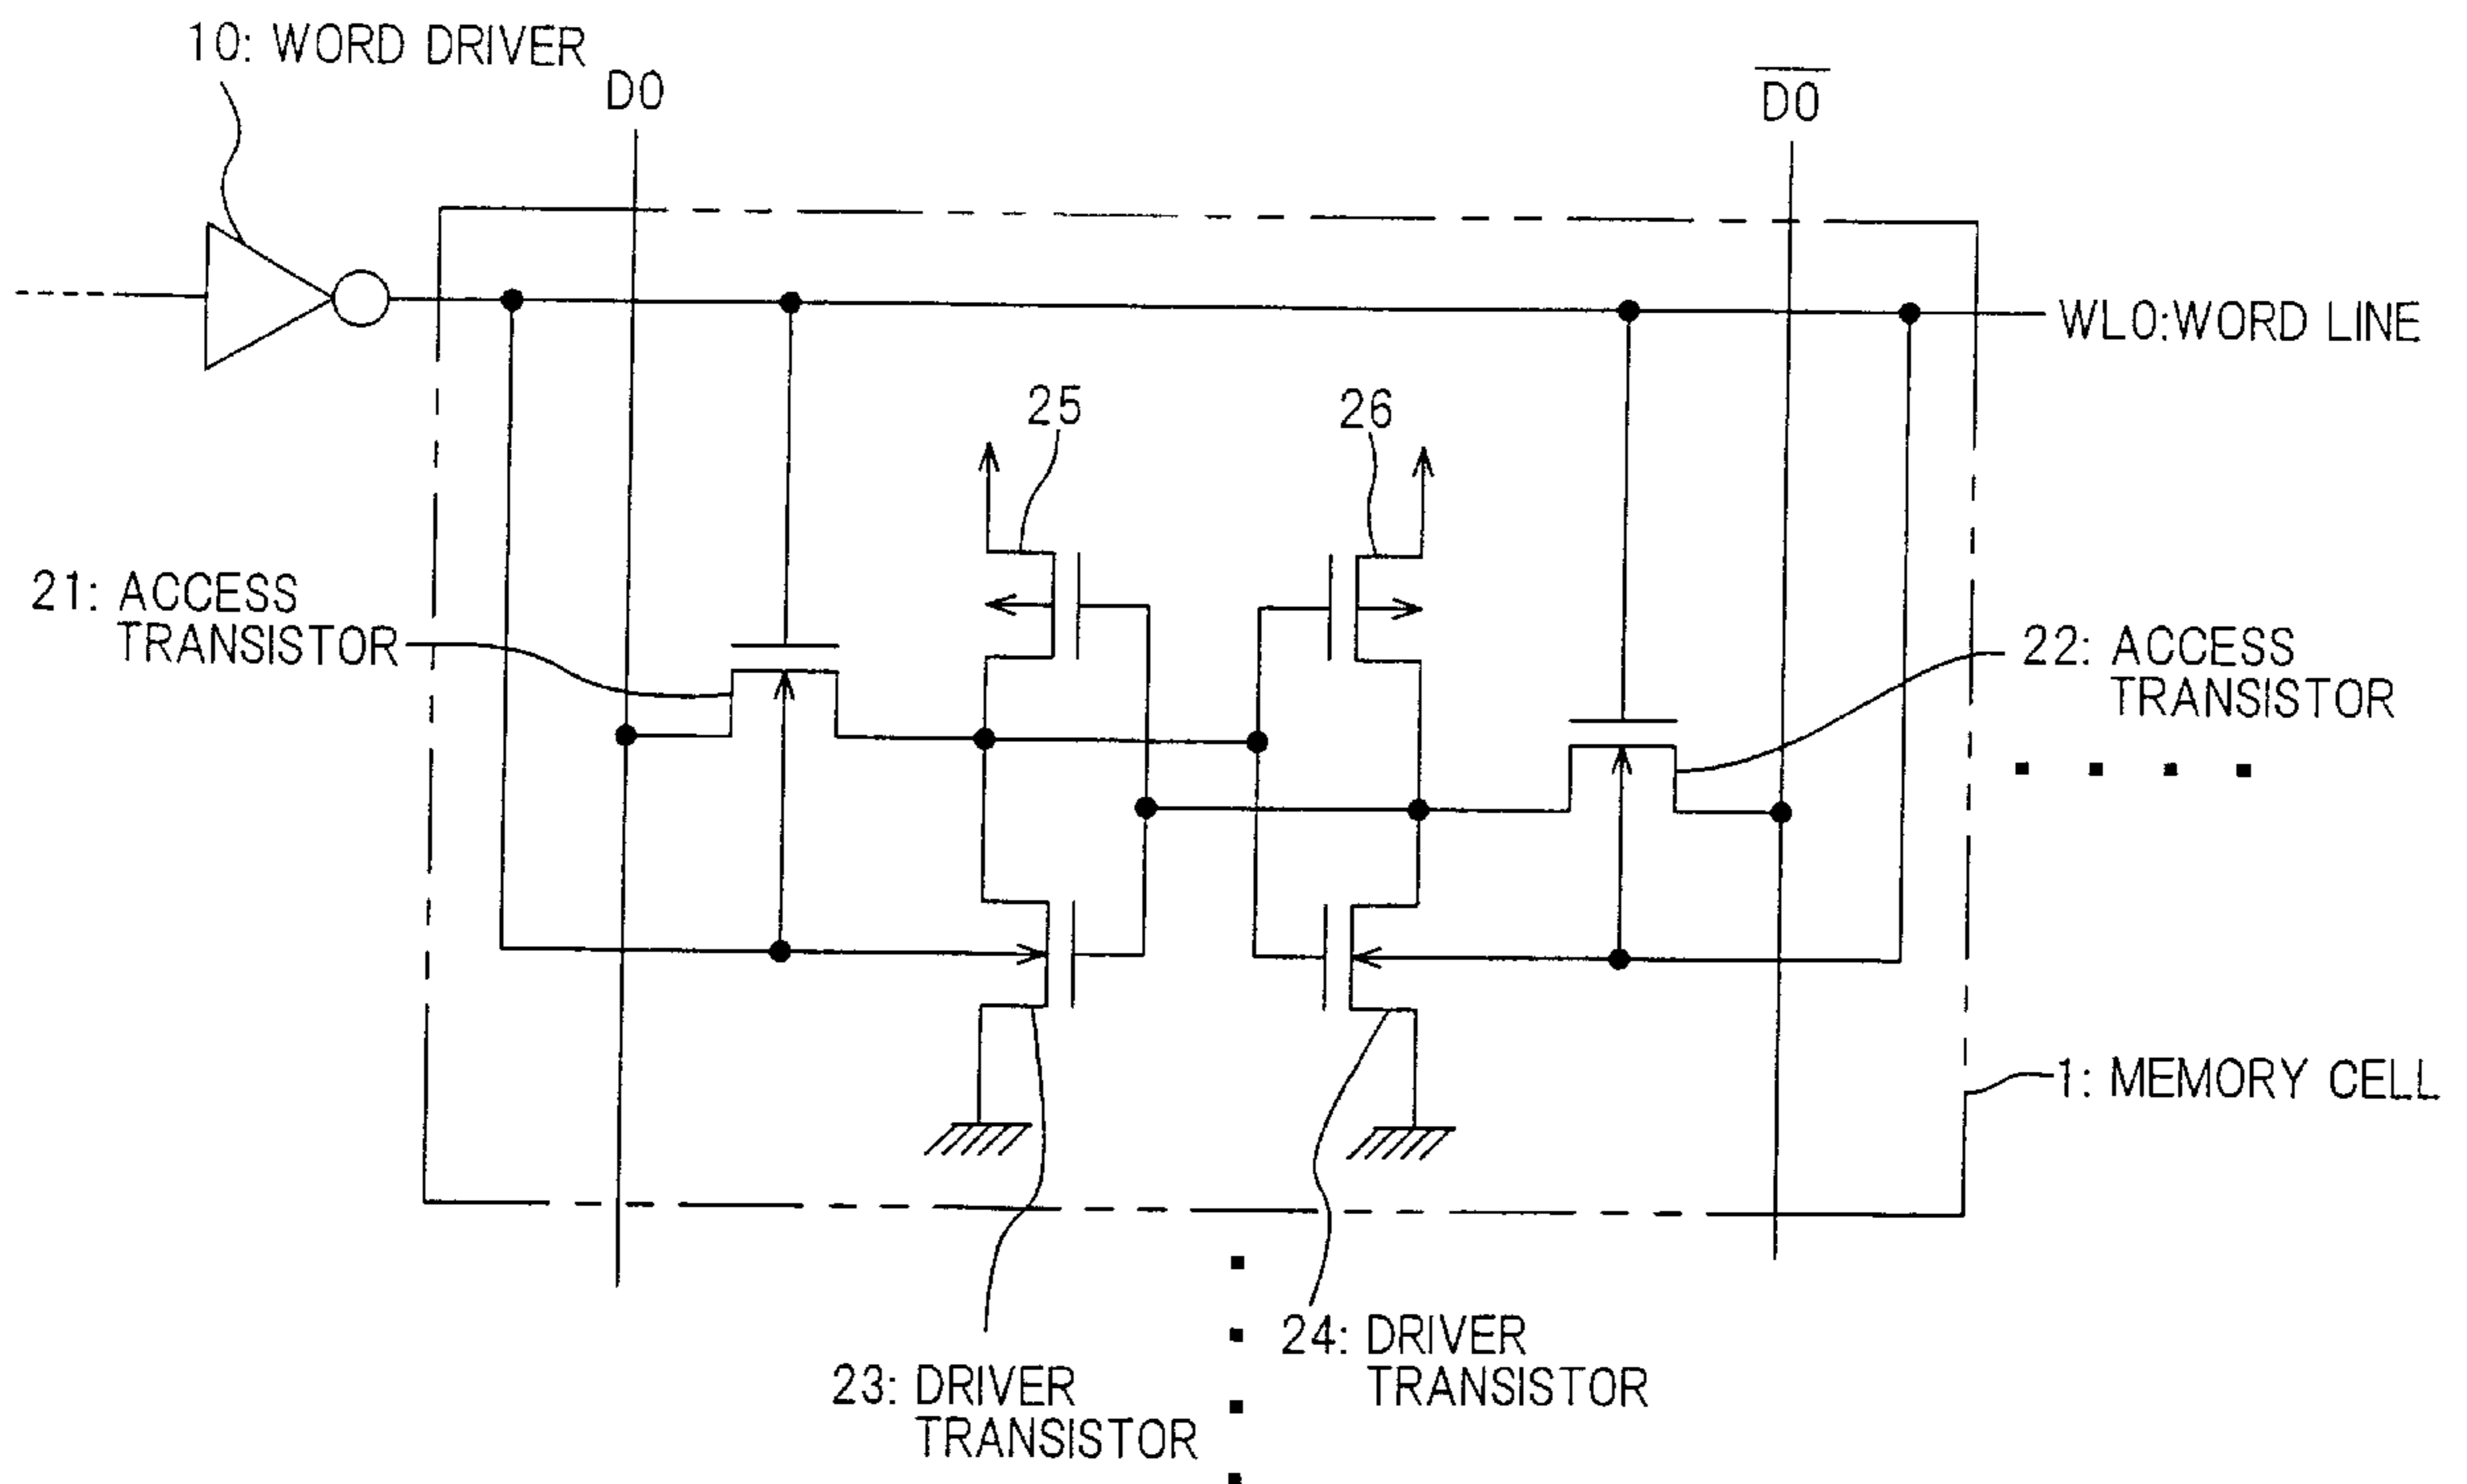 10: WORD DRIVER
D0
D̅0̅
WL0:WORD LINE
25
26
21: ACCESS
TRANSISTOR
22: ACCESS
TRANSISTOR
1: MEMORY CELL
24: DRIVER
TRANSISTOR
23: DRIVER
TRANSISTOR